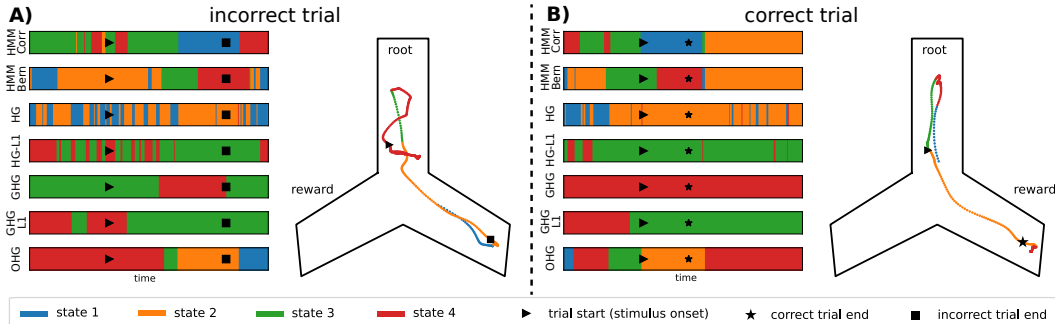 A) incorrect trial
HMM Corr
HMM Bern
HG
HG-L1
GHG
GHG L1
OHG
time
root
reward
B) correct trial
HMM Corr
HMM Bern
HG
HG-L1
GHG
GHG L1
OHG
time
root
reward
state 1 state 2 state 3 state 4 trial start (stimulus onset) correct trial end incorrect trial end